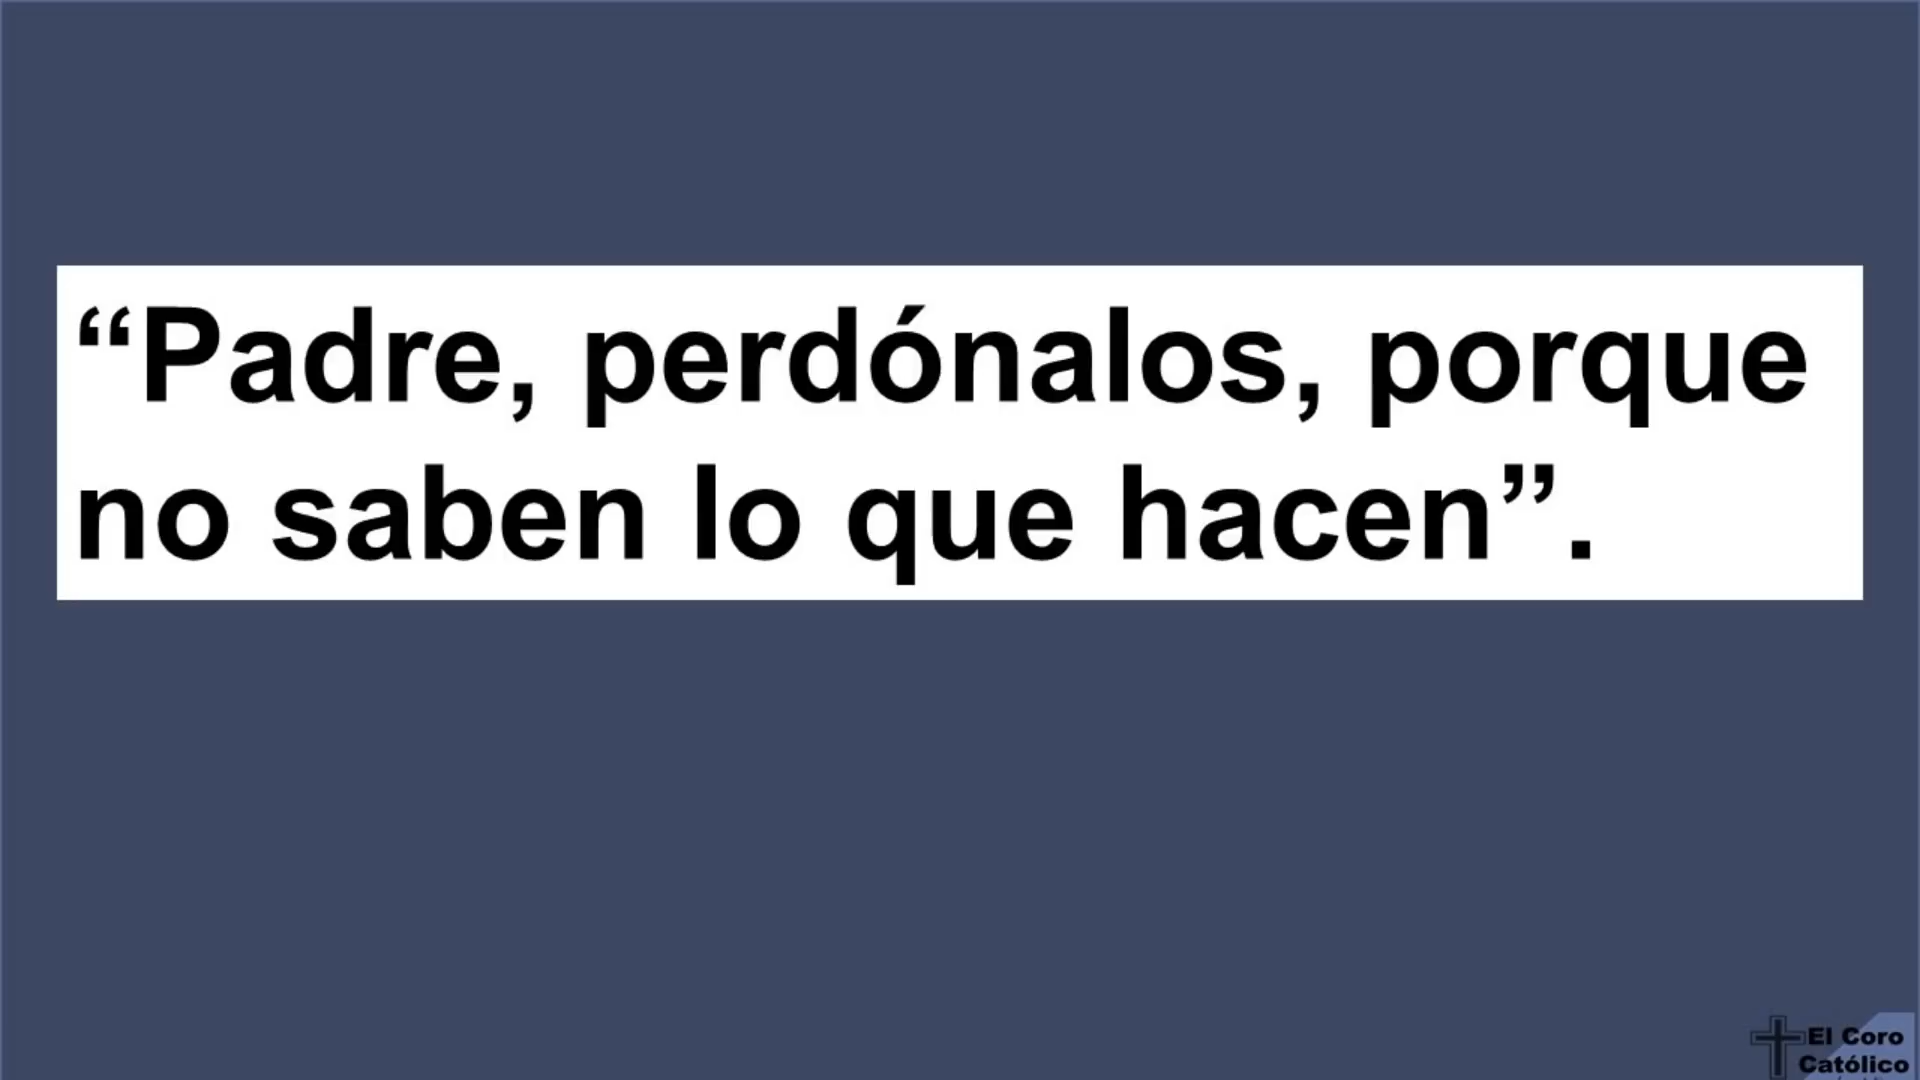 “Padre, perdónalos, porque
no saben lo que hacen”.
El Coro
Católico